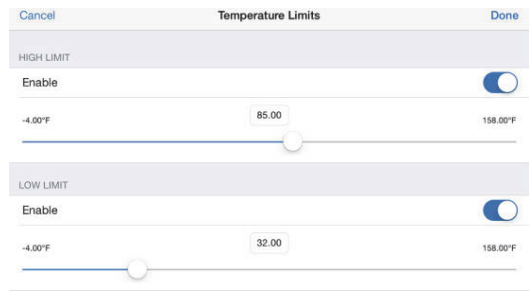 Cancel Temperature Limits Done
HIGH LIMIT
Enable
-4.00°F 85.00 158.00°F
LOW LIMIT
Enable
-4.00°F 32.00 158.00°F